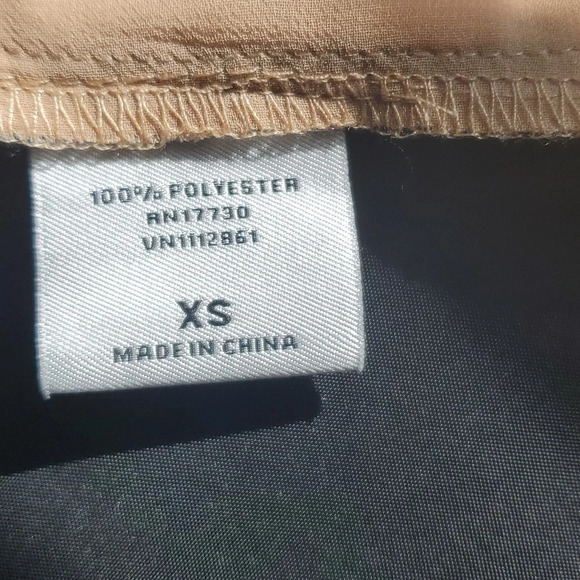 100% POLYESTER
RN17730
VN1112861
XS
MADE IN CHINA